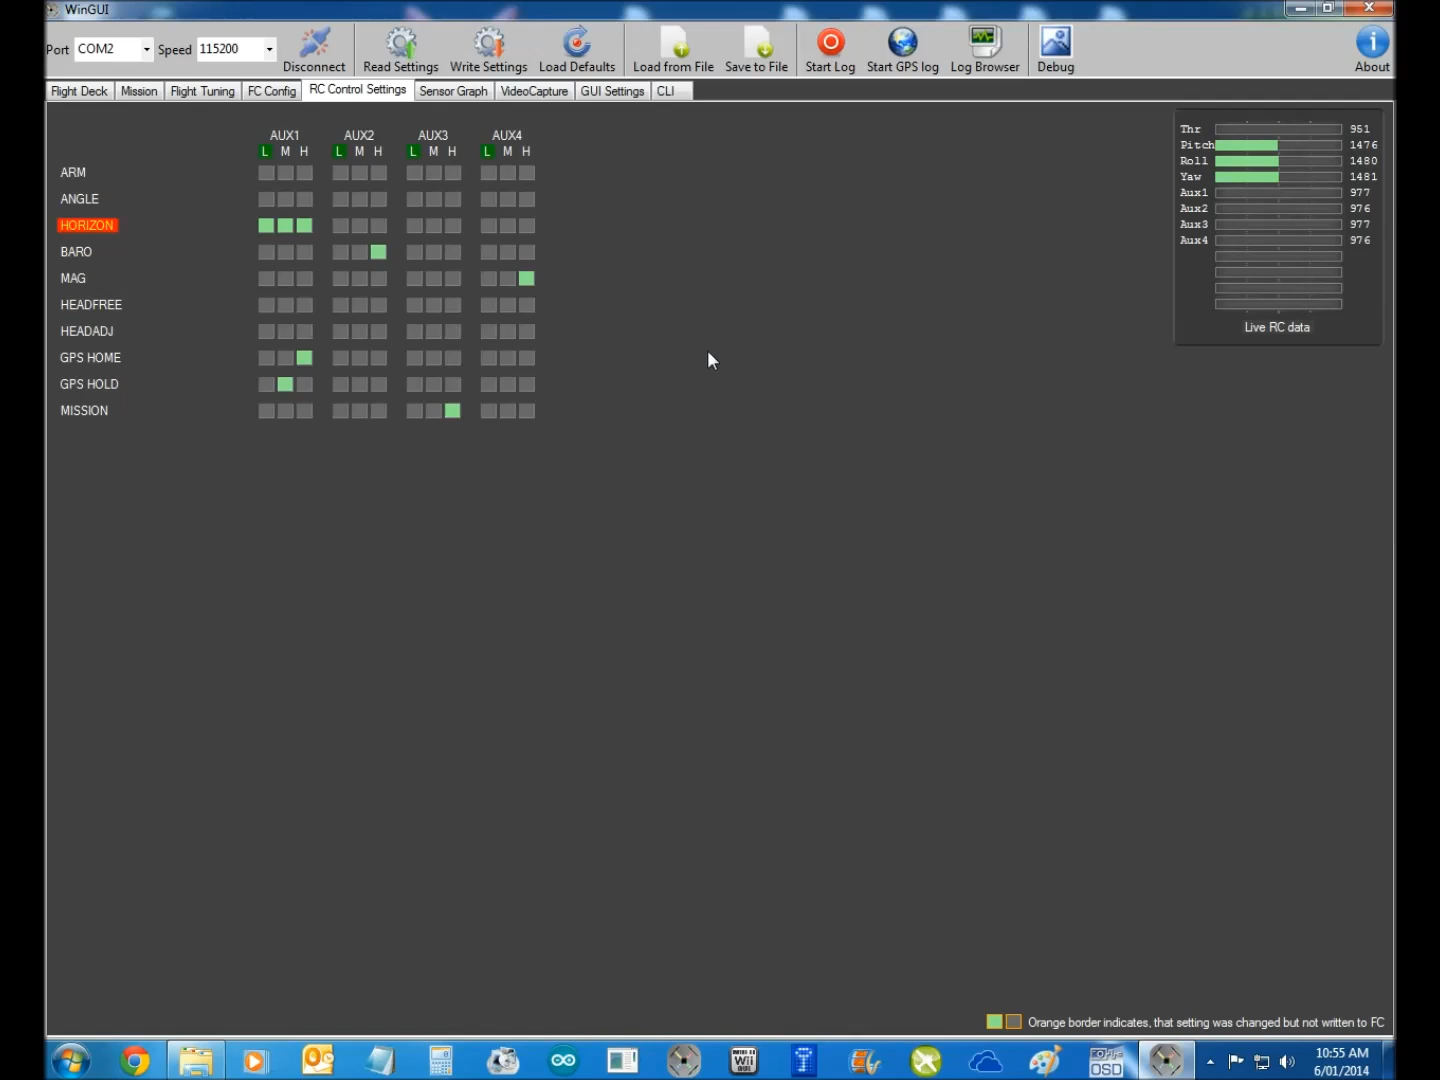 WinGUI
Port COM2 Speed 115200
Disconnect Read Settings Write Settings Load Defaults Load from File Save to File Start Log Start GPS log Log Browser Debug About
Flight Deck Mission Flight Tuning FC Config RC Control Settings Sensor Graph VideoCapture GUI Settings CLI
AUX1 AUX2 AUX3 AUX4
L M H L M H L M H L M H
ARM
ANGLE
HORIZON
BARO
MAG
HEADFREE
HEADADJ
GPS HOME
GPS HOLD
MISSION
Thr 951
Pitch 1476
Roll 1480
Yaw 1481
Aux1 977
Aux2 976
Aux3 977
Aux4 976
Live RC data
Orange border indicates, that setting was changed but not written to FC
10:55 AM
6/01/2014